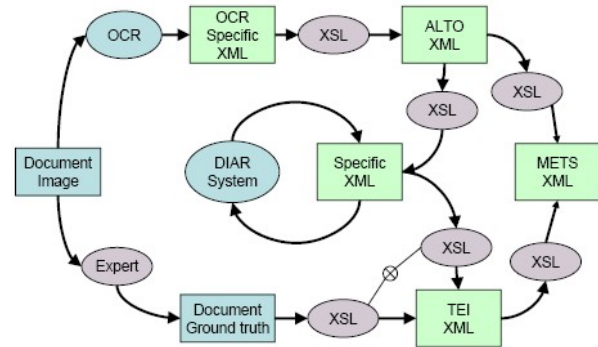 OCR
OCR
Specific
XML
XSL
ALTO
XML
XSL
XSL
Document
Image
DIAR
System
Specific
XML
METS
XML
Expert
XSL
XSL
Document
Ground truth
XSL
TEI
XML